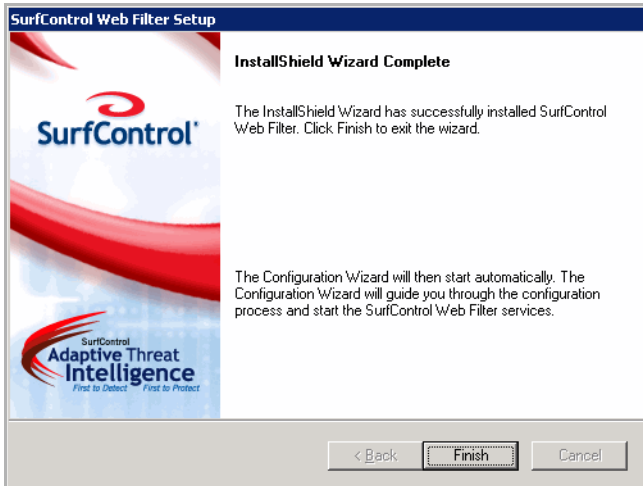 SurfControl Web Filter Setup
InstallShield Wizard Complete
The InstallShield Wizard has successfully installed SurfControl
Web Filter. Click Finish to exit the wizard.
SurfControl
The Configuration Wizard will then start automatically. The
Configuration Wizard will guide you through the configuration
process and start the SurfControl Web Filter services.
SurfControl
Adaptive Threat
Intelligence
First to Detect First to Protect
< Back Finish Cancel